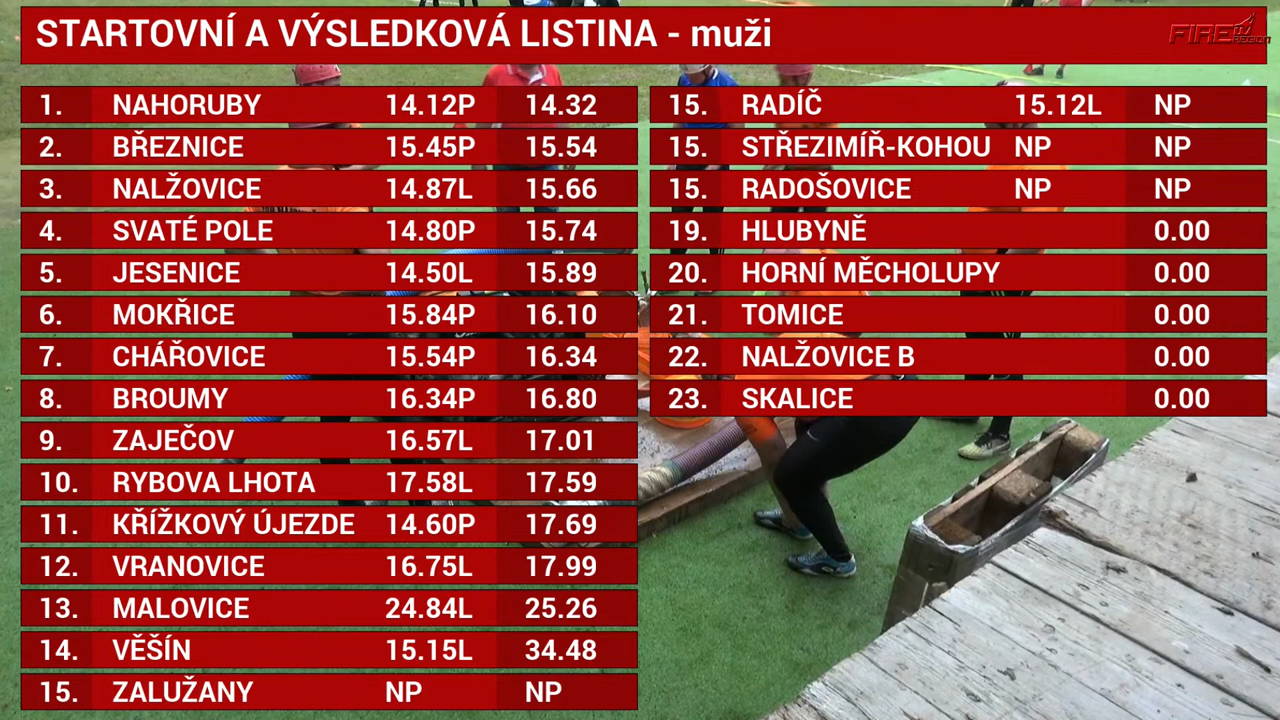 STARTOVNÍ A VÝSLEDKOVÁ LISTINA - muži
FIRE TV REGION
1. NAHORUBY 14.12P 14.32
2. BŘEZNICE 15.45P 15.54
3. NALŽOVICE 14.87L 15.66
4. SVATÉ POLE 14.80P 15.74
5. JESENICE 14.50L 15.89
6. MOKŘICE 15.84P 16.10
7. CHÁŘOVICE 15.54P 16.34
8. BROUMY 16.34P 16.80
9. ZAJEČOV 16.57L 17.01
10. RYBOVA LHOTA 17.58L 17.59
11. KŘÍŽKOVÝ ÚJEZDE 14.60P 17.69
12. VRANOVICE 16.75L 17.99
13. MALOVICE 24.84L 25.26
14. VĚŠÍN 15.15L 34.48
15. ZALUŽANY NP NP
15. RADÍČ 15.12L NP
15. STŘEZIMÍŘ-KOHOU NP NP
15. RADOŠOVICE NP NP
19. HLUBYNĚ 0.00
20. HORNÍ MĚCHOLUPY 0.00
21. TOMICE 0.00
22. NALŽOVICE B 0.00
23. SKALICE 0.00